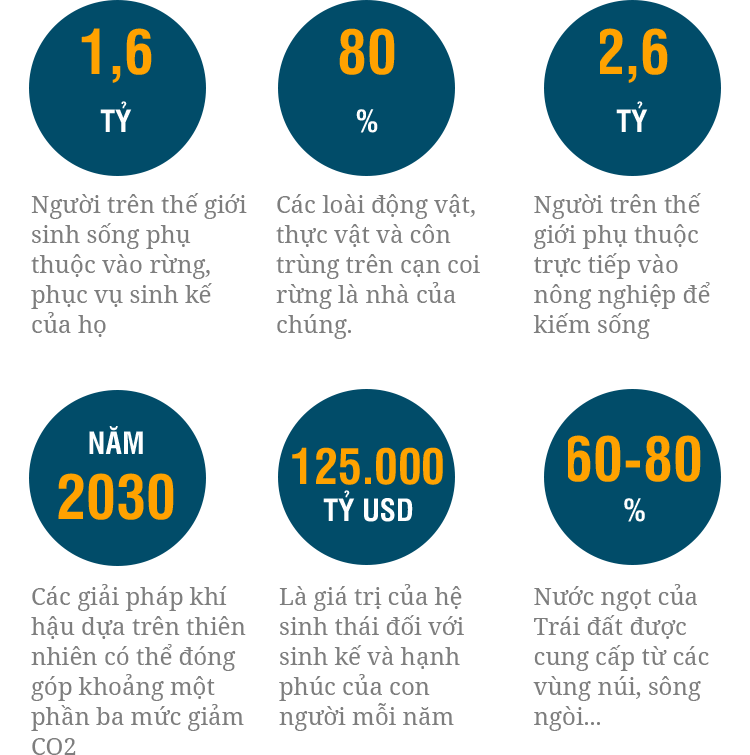 1,6
TỶ
Người trên thế giới
sinh sống phụ
thuộc vào rừng,
phục vụ sinh kế
của họ
80
%
Các loài động vật,
thực vật và côn
trùng trên cạn coi
rừng là nhà của
chúng.
2,6
TỶ
Người trên thế
giới phụ thuộc
trực tiếp vào
nông nghiệp để
kiếm sống
NĂM
2030
Các giải pháp khí
hậu dựa trên thiên
nhiên có thể đóng
góp khoảng một
phần ba mức giảm
CO2
125.000
TỶ USD
Là giá trị của hệ
sinh thái đối với
sinh kế và hạnh
phúc của con
người mỗi năm
60-80
%
Nước ngọt của
Trái đất được
cung cấp từ các
vùng núi, sông
ngòi...